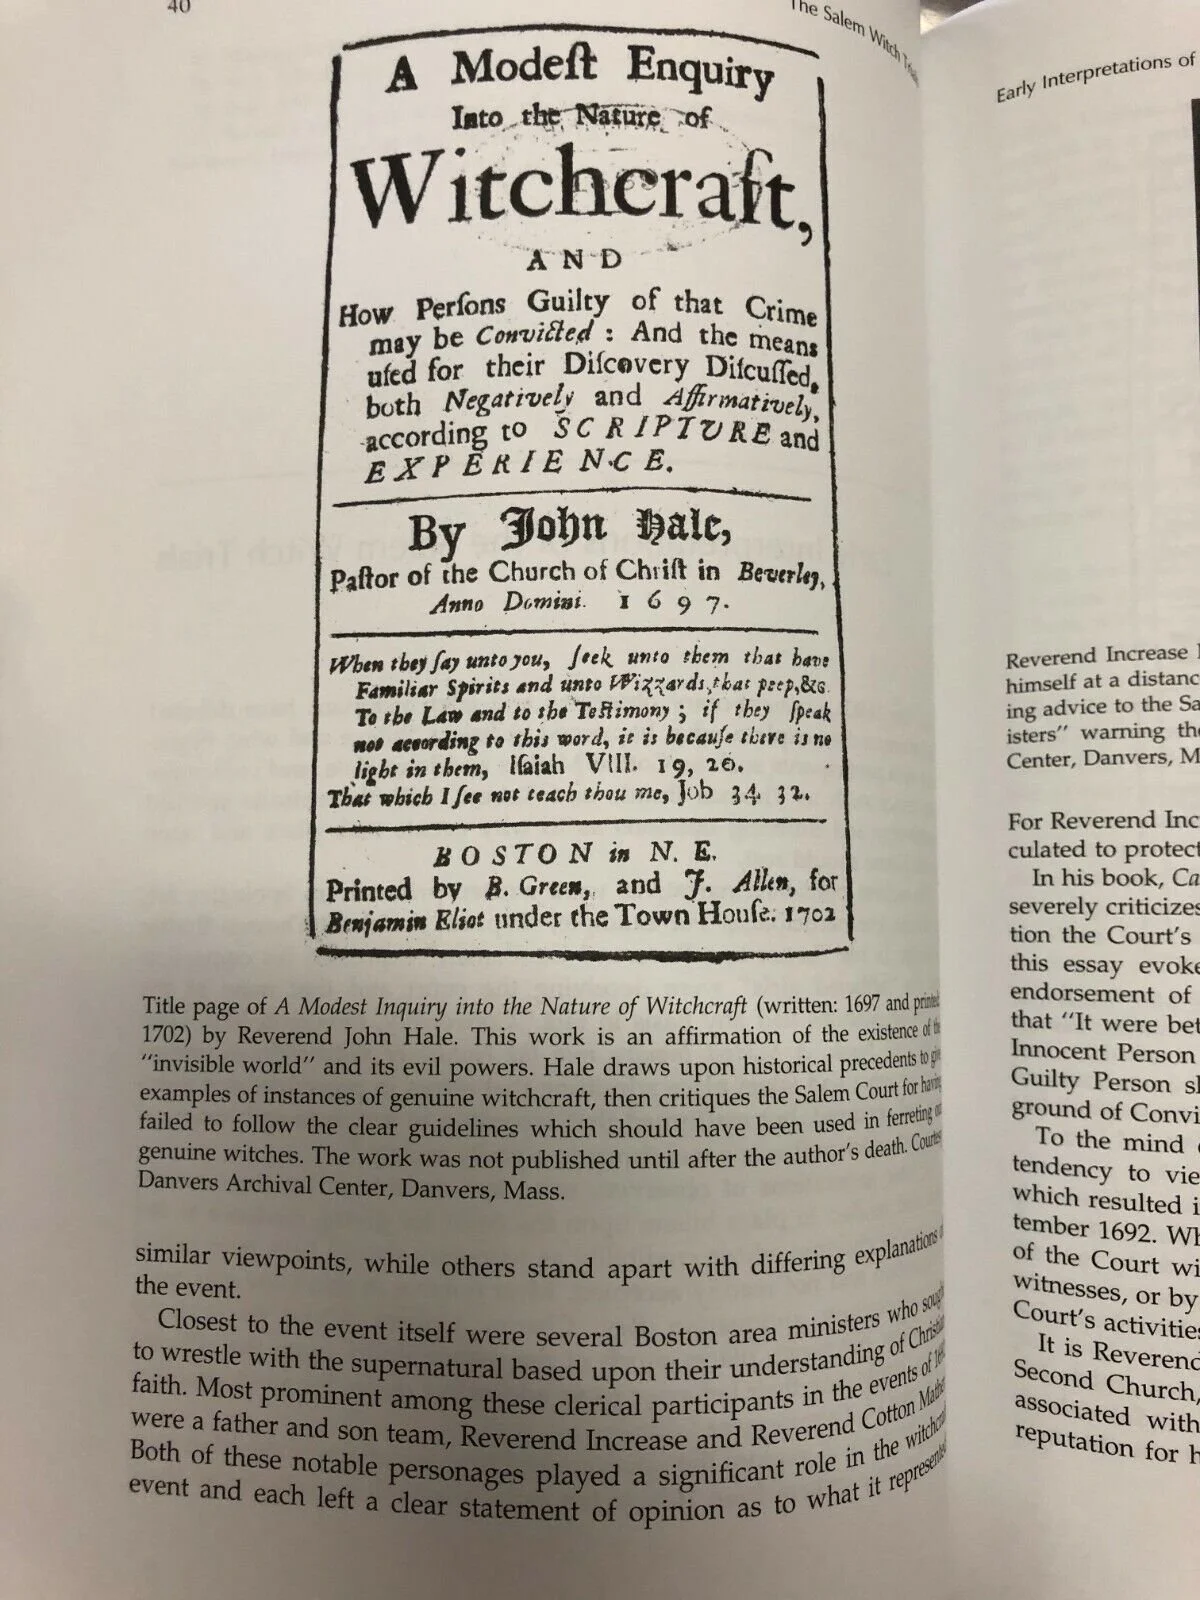 40
The Salem Witch Trials
A Modeſt Enquiry
Into the Nature of
Witchcraft,
AND
How Perſons Guilty of that Crime
may be Convicted : And the means
uſed for their Diſcovery Diſcuſſed,
both Negatively and Affirmatively,
according to SCRIPTURE and
EXPERIENCE.
By John Hale,
Paſtor of the Church of Chriſt in Beverley,
Anno Domini. 1697.
When they ſay unto you, ſeek unto them that have
Familiar Spirits and unto Wizzards, that peep, &c.
To the Law and to the Teſtimony ; if they ſpeak
not according to this word, it is becauſe there is no
light in them, Iſaiah VIII. 19, 20.
That which I ſee not teach thou me, Job 34 32.
BOSTON in N. E.
Printed by B. Green, and J. Allen, for
Benjamin Eliot under the Town Houſe. 1702
Title page of A Modest Inquiry into the Nature of Witchcraft (written: 1697 and printed
1702) by Reverend John Hale. This work is an affirmation of the existence of the
"invisible world" and its evil powers. Hale draws upon historical precedents to give
examples of instances of genuine witchcraft, then critiques the Salem Court for having
failed to follow the clear guidelines which should have been used in ferreting
genuine witches. The work was not published until after the author's death. Courtesy
Danvers Archival Center, Danvers, Mass.
similar viewpoints, while others stand apart with differing explanations
the event.
Closest to the event itself were several Boston area ministers who sought
to wrestle with the supernatural based upon their understanding of Christian
faith. Most prominent among these clerical participants in the events of
were a father and son team, Reverend Increase and Reverend Cotton Mather
Both of these notable personages played a significant role in the witchcraft
event and each left a clear statement of opinion as to what it represented
Early Interpretations of
Reverend Increase
himself at a distanc
ing advice to the Sa
isters" warning the
Center, Danvers, M
For Reverend Inc
culated to protect
In his book, Ca
severely criticizes
tion the Court's
this essay evoke
endorsement of
that "It were bet
Innocent Person
Guilty Person s
ground of Convi
To the mind
tendency to vie
which resulted i
tember 1692. Wh
of the Court wi
witnesses, or by
Court's activities
It is Reverend
Second Church,
associated with
reputation for h